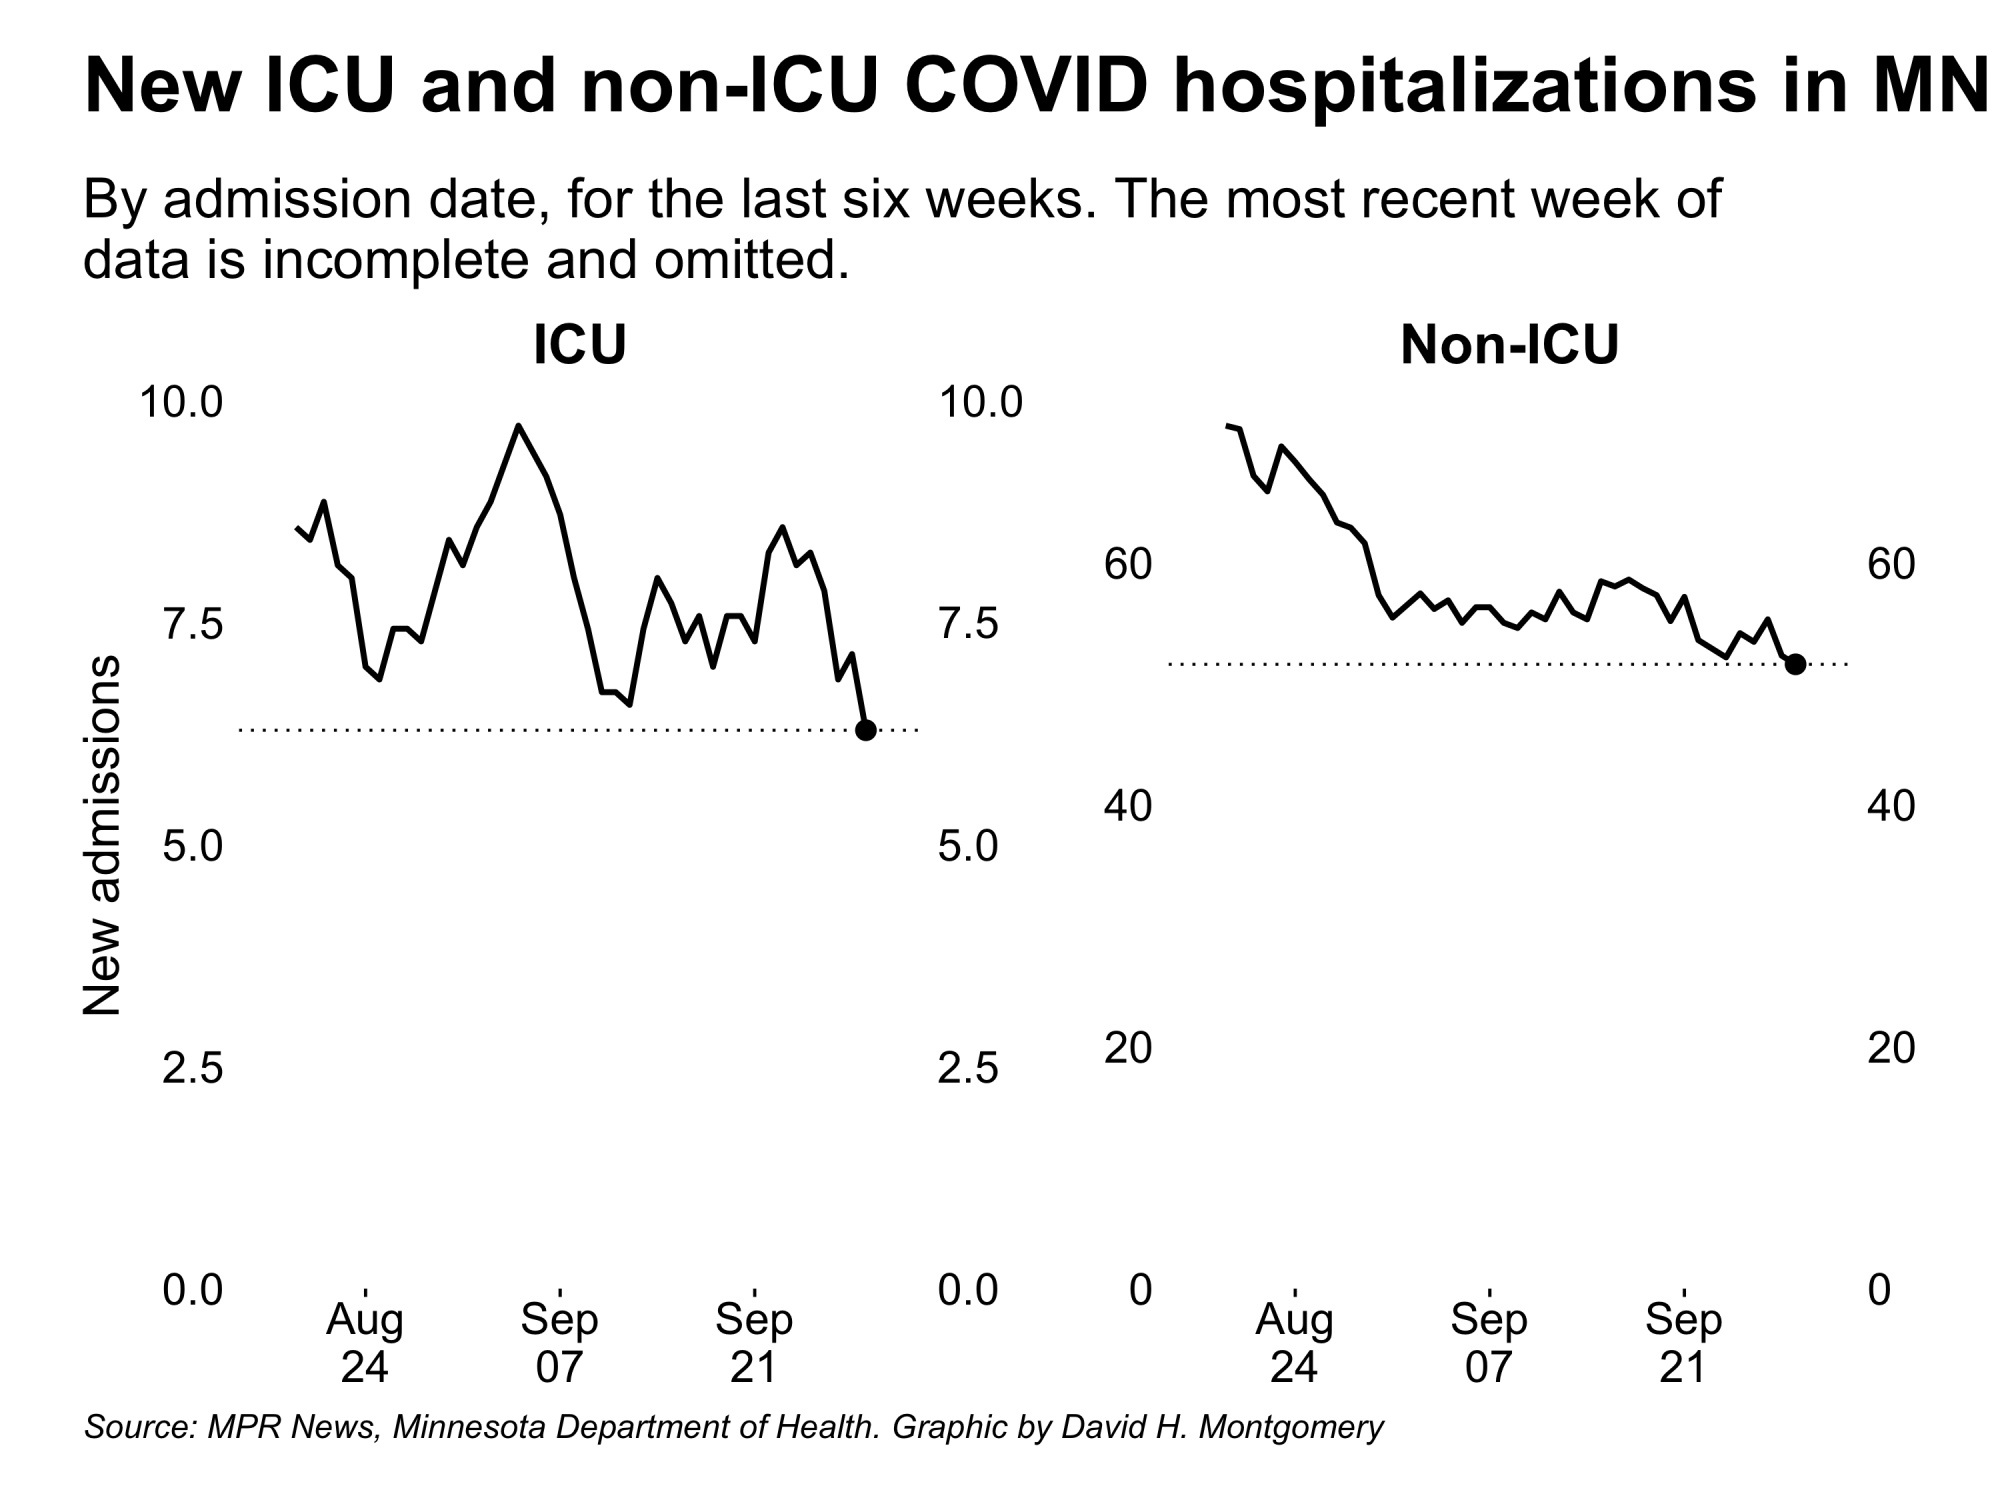 New ICU and non-ICU COVID hospitalizations in MN
By admission date, for the last six weeks. The most recent week of
data is incomplete and omitted.
ICU
Non-ICU
New admissions
10.0
7.5
5.0
2.5
0.0
10.0
7.5
5.0
2.5
0.0
Aug
24
Sep
07
Sep
21
60
40
20
0
60
40
20
0
Aug
24
Sep
07
Sep
21
Source: MPR News, Minnesota Department of Health. Graphic by David H. Montgomery